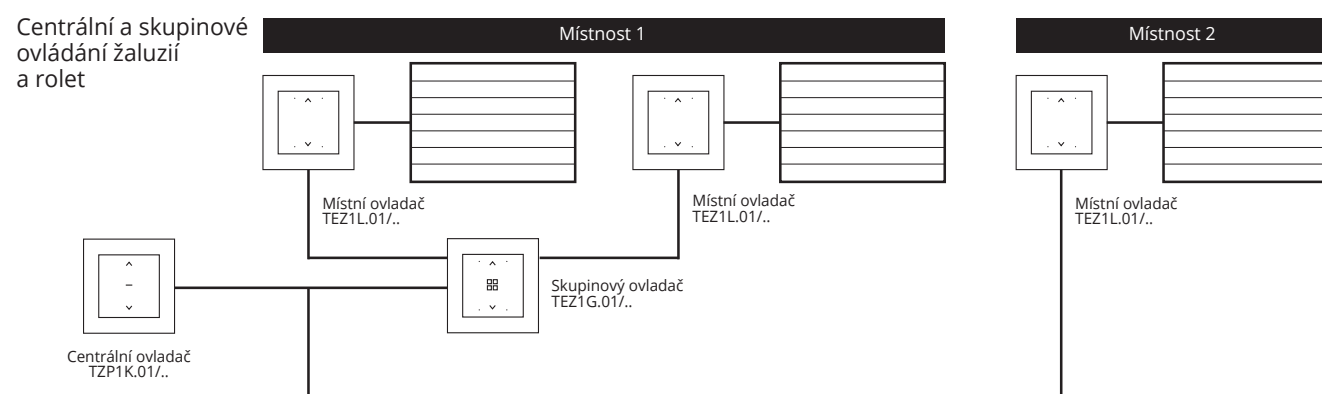 Centrální a skupinové
ovládání žaluzií
a rolet
Místnost 1
Místnost 2
Místní ovladač
TEZ1L.01/..
Místní ovladač
TEZ1L.01/..
Místní ovladač
TEZ1L.01/..
Skupinový ovladač
TEZ1G.01/..
Centrální ovladač
TZP1K.01/..